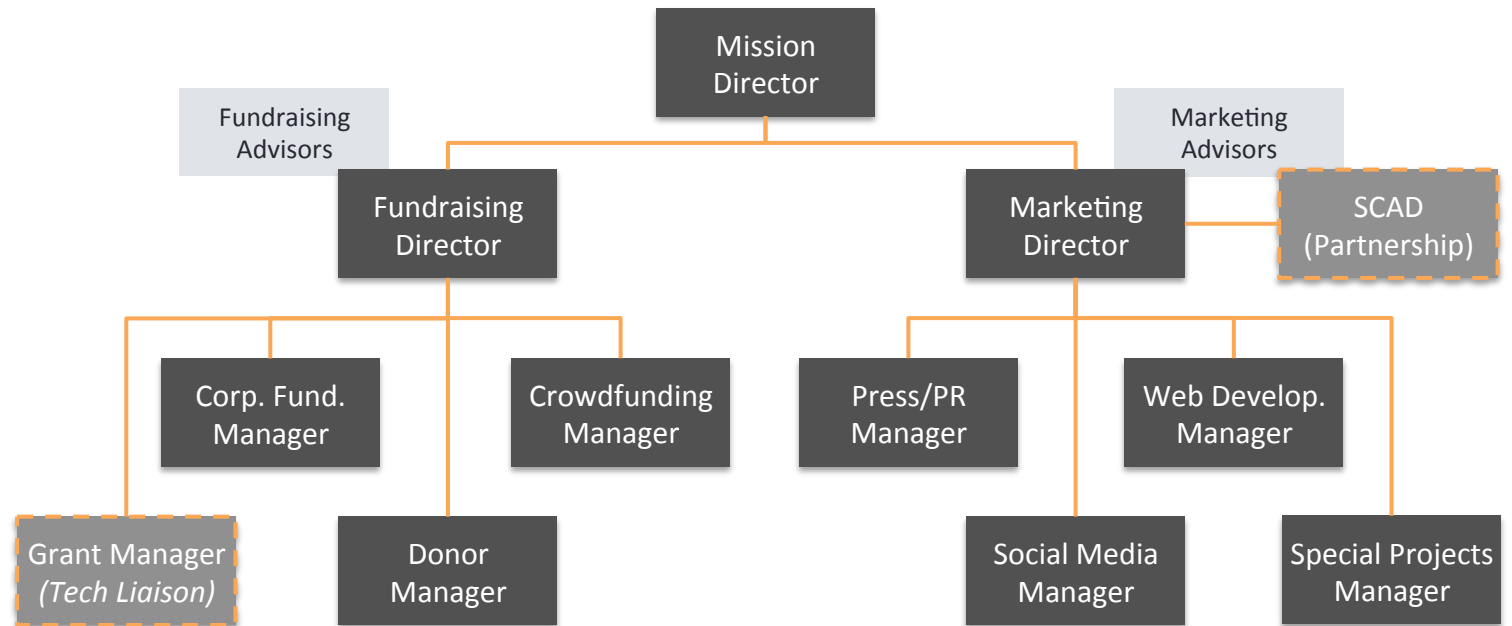 Mission
Director
Fundraising
Advisors
Marketing
Advisors
Fundraising
Director
Marketing
Director
SCAD
(Partnership)
Corp. Fund.
Manager
Crowdfunding
Manager
Press/PR
Manager
Web Develop.
Manager
Grant Manager
(Tech Liaison)
Donor
Manager
Social Media
Manager
Special Projects
Manager